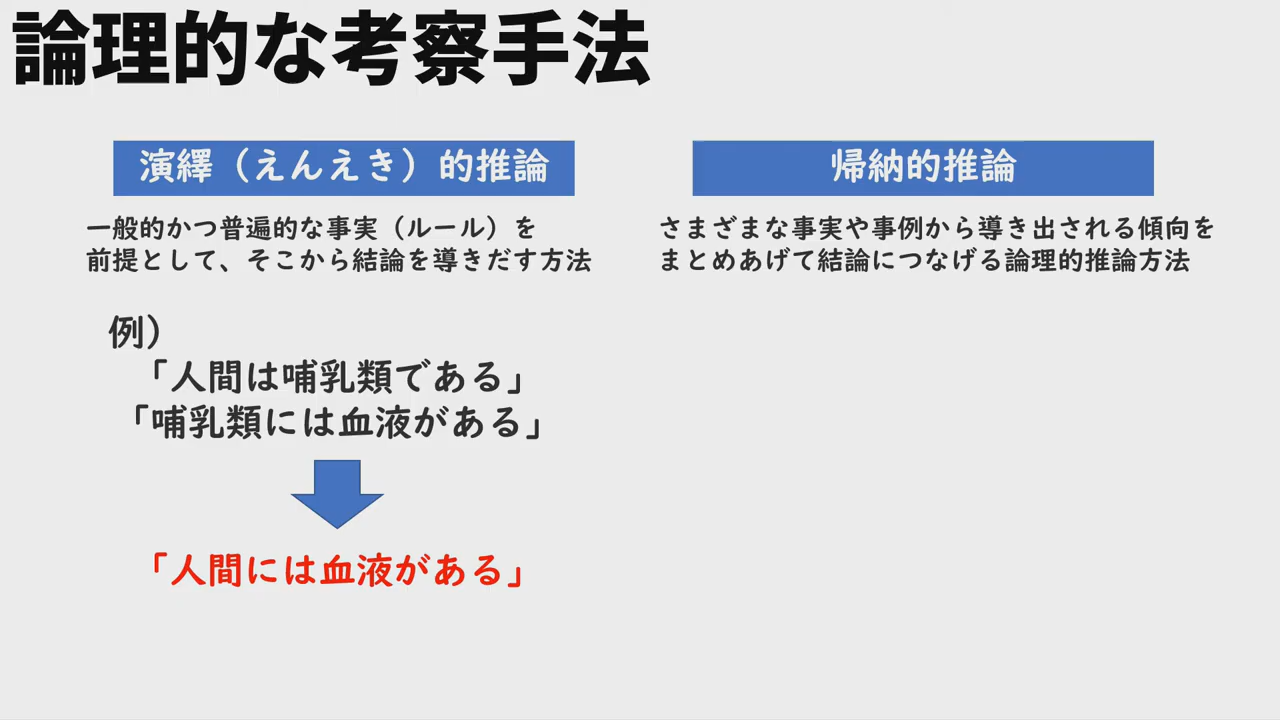 論理的な考察手法
演繹（えんえき）的推論
一般的かつ普遍的な事実（ルール）を
前提として、そこから結論を導きだす方法
例）
「人間は哺乳類である」
「哺乳類には血液がある」
「人間には血液がある」
帰納的推論
さまざまな事実や事例から導き出される傾向を
まとめあげて結論につなげる論理的推論方法